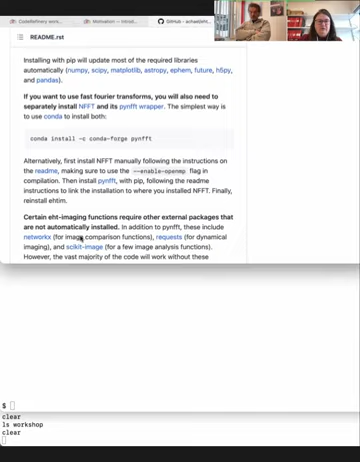 CodeRefinery work...
Motivation — introd...
GitHub - achael/eht...
README.rst
Installing with pip will update most of the required libraries
automatically (numpy, scipy, matplotlib, astropy, ephem, future, h5py,
and pandas).
If you want to use fast fourier transforms, you will also need to
separately install NFFT and its pynfft wrapper. The simplest way
is to use conda to install both:
conda install -c conda-forge pynfft
Alternatively, first install NFFT manually following the instructions on
the readme, making sure to use the --enable-openmp flag in
compilation. Then install pynfft, with pip, following the readme
instructions to link the installation to where you installed NFFT. Finally,
reinstall ehtim.
Certain eht-imaging functions require other external packages that
are not automatically installed. In addition to pynfft, these include
networkx (for image comparison functions), requests (for dynamical
imaging), and scikit-image (for a few image analysis functions).
However, the vast majority of the code will work without these
$
clear
ls workshop
clear